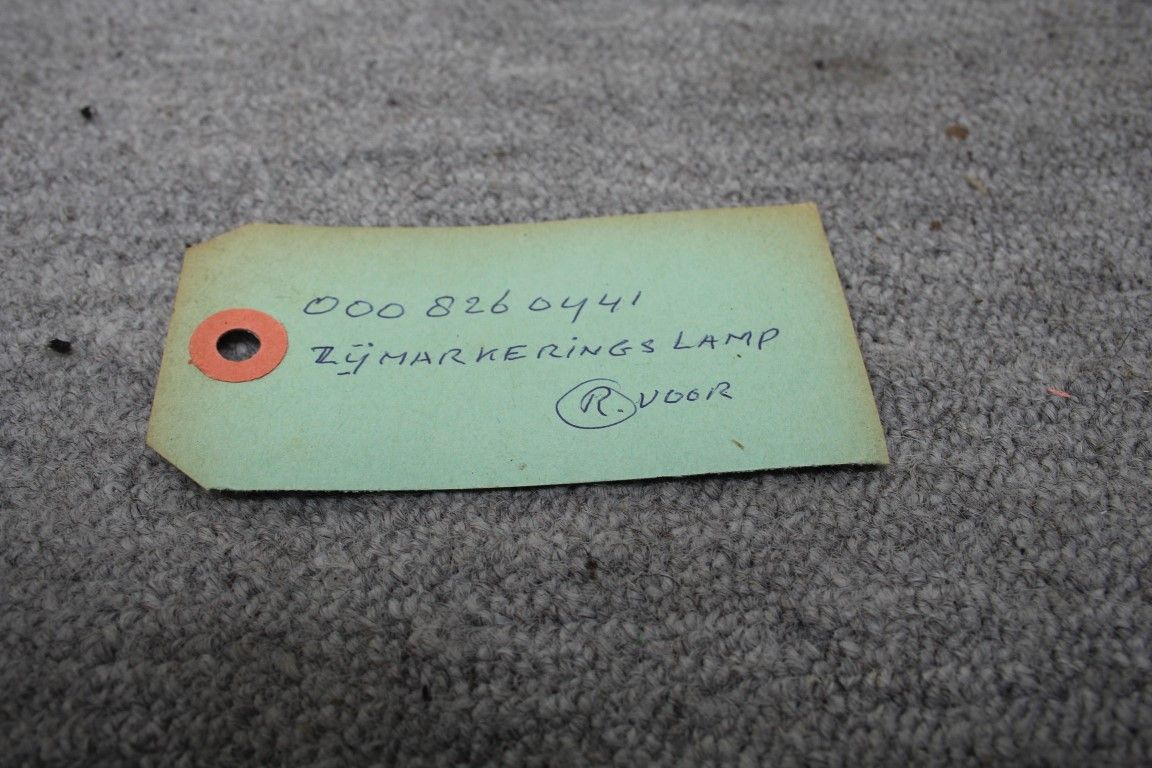 000 826 0441
ZIJMARKERINGS LAMP
R. VOOR